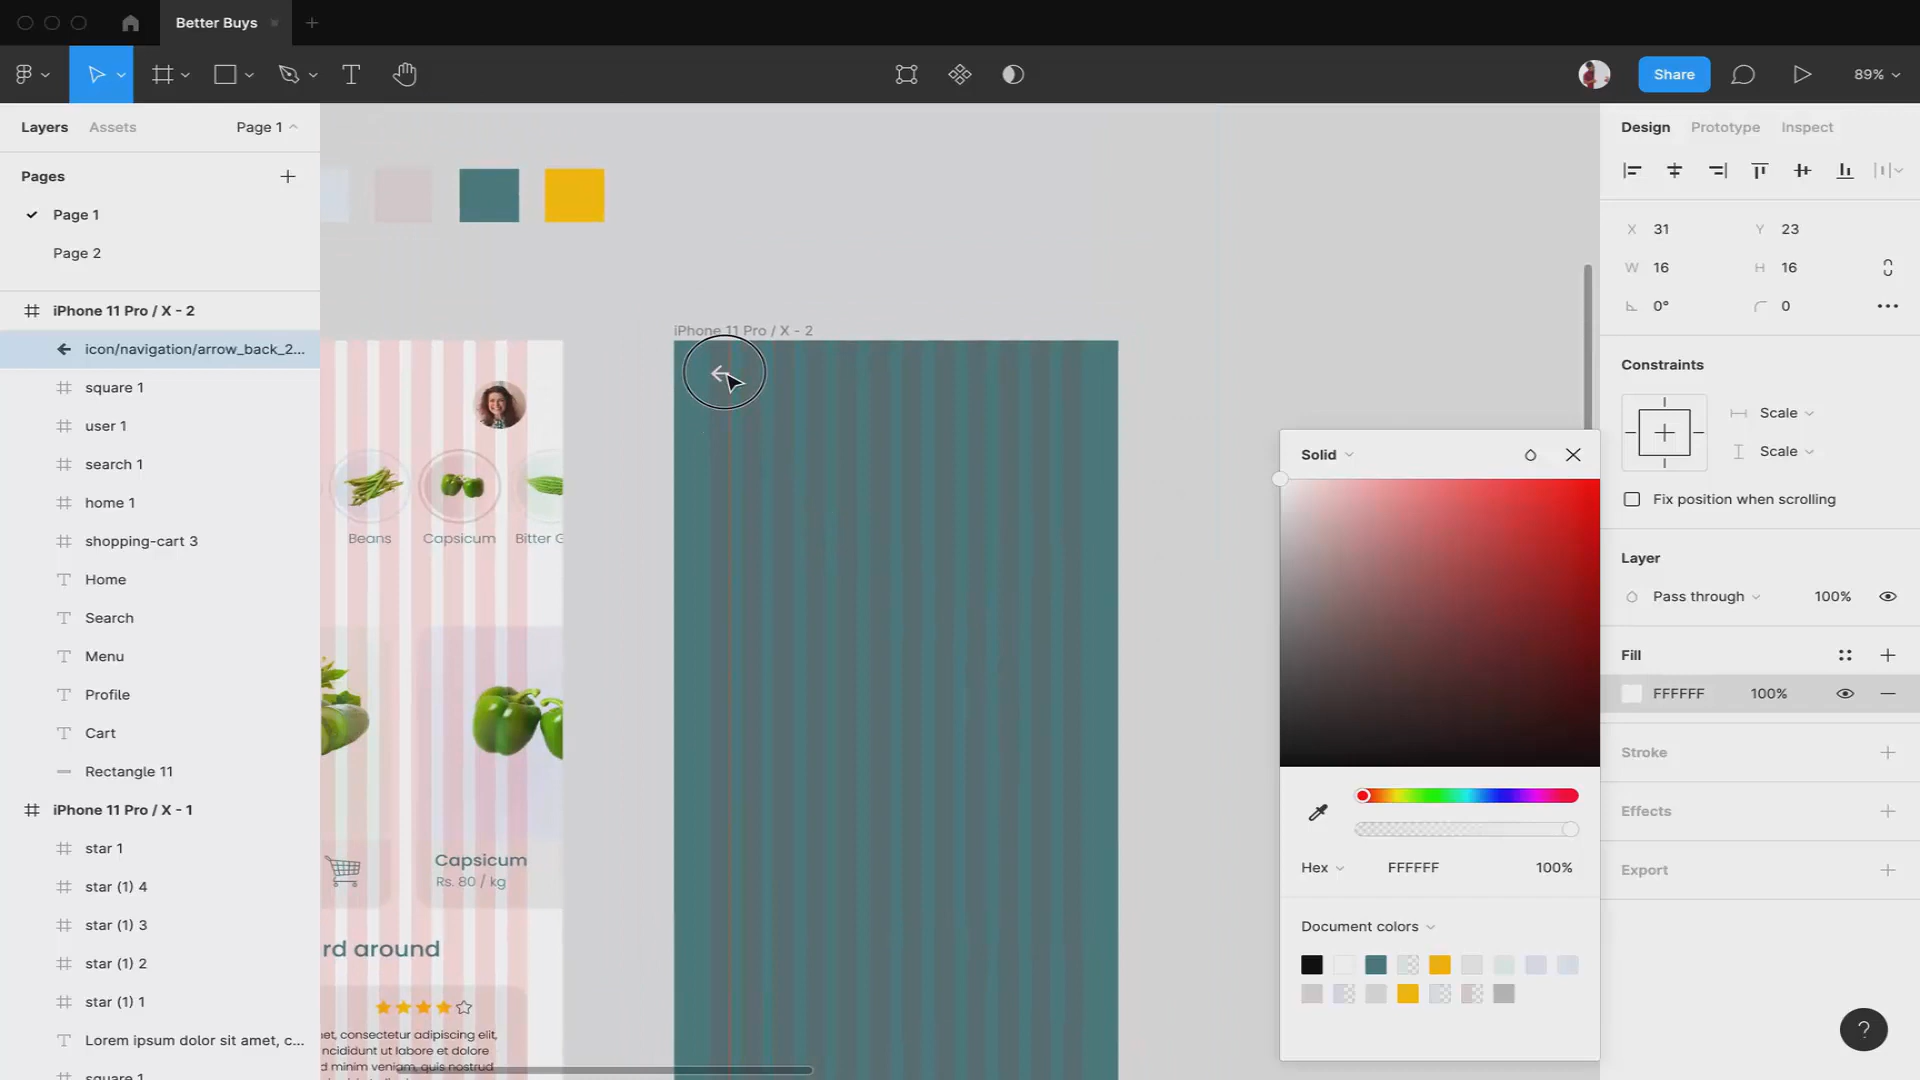 Better Buys
Share
89%
Layers
Assets
Page 1
Pages
Page 1
Page 2
iPhone 11 Pro / X - 2
icon/navigation/arrow_back_2...
square 1
user 1
search 1
home 1
shopping-cart 3
Home
Search
Menu
Profile
Cart
Rectangle 11
iPhone 11 Pro / X - 1
star 1
star (1) 4
star (1) 3
star (1) 2
star (1) 1
Lorem ipsum dolor sit amet, c...
square 1
iPhone 11 Pro / X - 2
Beans
Capsicum
Bitter G
Capsicum
Rs. 80 / kg
rd around
met, consectetur adipiscing elit,
incididunt ut labore et dolore
d minim veniam, quis nostrud
Solid
Hex
FFFFFF
100%
Document colors
Design
Prototype
Inspect
X 31
Y 23
W 16
H 16
0°
0
Constraints
Scale
Scale
Fix position when scrolling
Layer
Pass through
100%
Fill
FFFFFF
100%
Stroke
Effects
Export
?